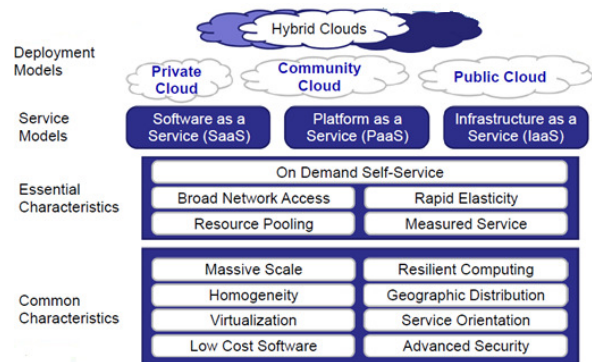 Hybrid Clouds
Deployment
Models
Private
Cloud
Community
Cloud
Public Cloud
Service
Models
Software as a
Service (SaaS)
Platform as a
Service (PaaS)
Infrastructure as a
Service (IaaS)
Essential
Characteristics
On Demand Self-Service
Broad Network Access
Rapid Elasticity
Resource Pooling
Measured Service
Common
Characteristics
Massive Scale
Resilient Computing
Homogeneity
Geographic Distribution
Virtualization
Service Orientation
Low Cost Software
Advanced Security